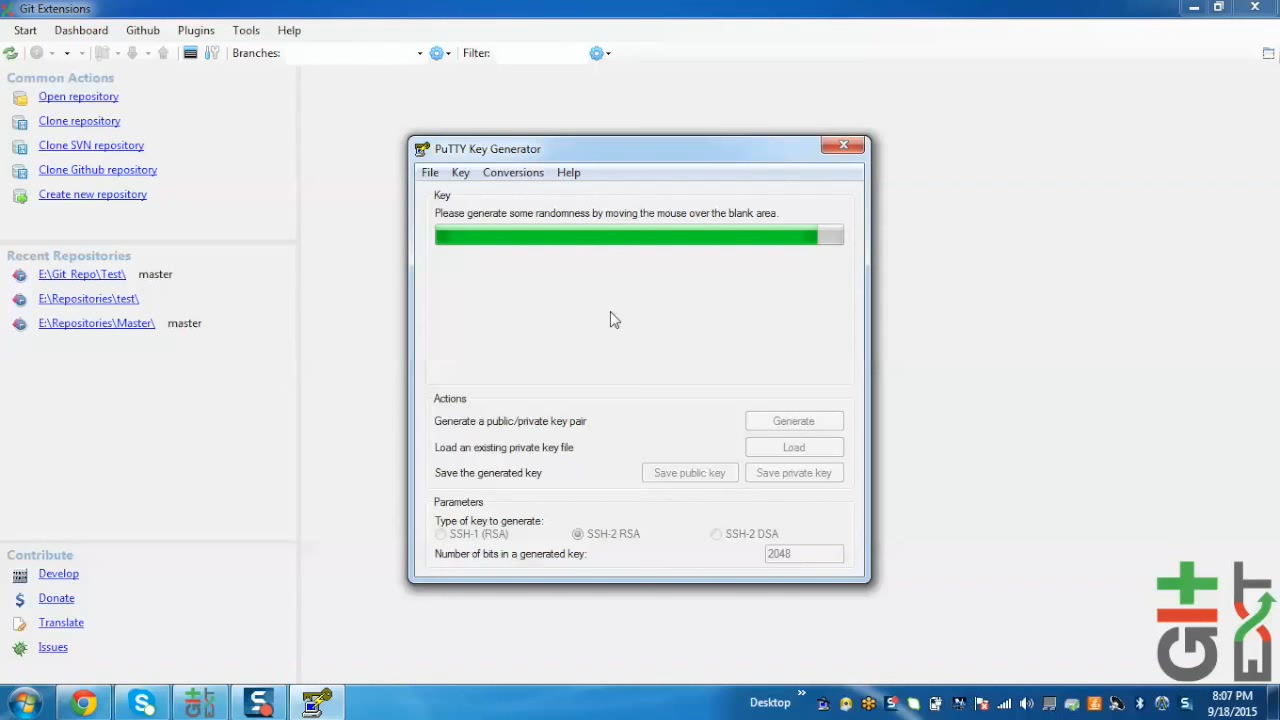 Git Extensions
Start Dashboard Github Plugins Tools Help
Branches: Filter:
Common Actions
Open repository
Clone repository
Clone SVN repository
Clone Github repository
Create new repository
Recent Repositories
E:\Git Repo\Test\ master
E:\Repositories\test\
E:\Repositories\Master\ master
Contribute
Develop
Donate
Translate
Issues
PuTTY Key Generator
File Key Conversions Help
Key
Please generate some randomness by moving the mouse over the blank area.
Actions
Generate a public/private key pair Generate
Load an existing private key file Load
Save the generated key Save public key Save private key
Parameters
Type of key to generate:
SSH-1 (RSA) SSH-2 RSA SSH-2 DSA
Number of bits in a generated key: 2048
GIt
EXT
Desktop
8:07 PM
9/18/2015